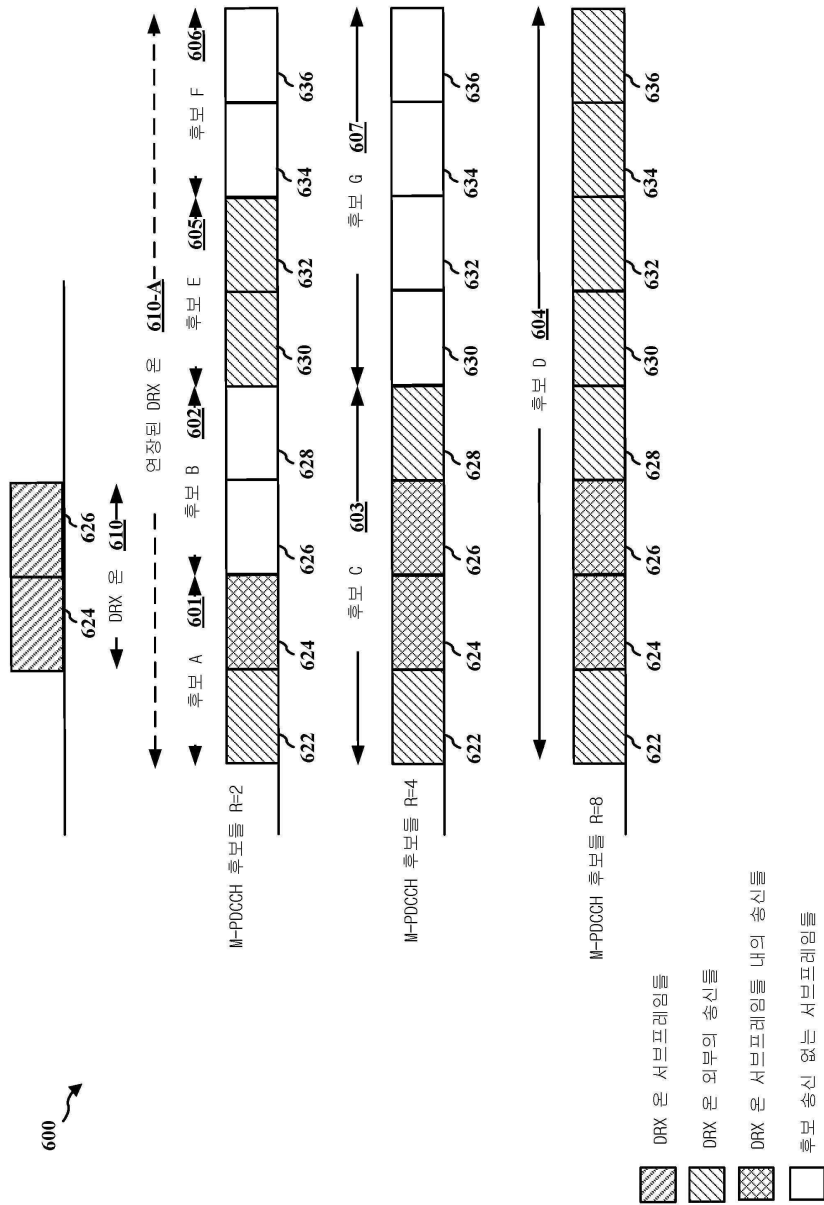 600
624
626
DRX 온 610
연장된 DRX 온 610-A
후보 A 601
후보 B 602
후보 E 605
후보 F 606
M-PDCCH 후보들 R=2
622
624
626
628
630
632
634
636
후보 C 603
후보 G 607
M-PDCCH 후보들 R=4
622
624
626
628
630
632
634
636
후보 D 604
M-PDCCH 후보들 R=8
622
624
626
628
630
632
634
636
DRX 온 서브프레임들
DRX 온 외부의 송신들
DRX 온 서브프레임들 내의 송신들
후보 송신 없는 서브프레임들